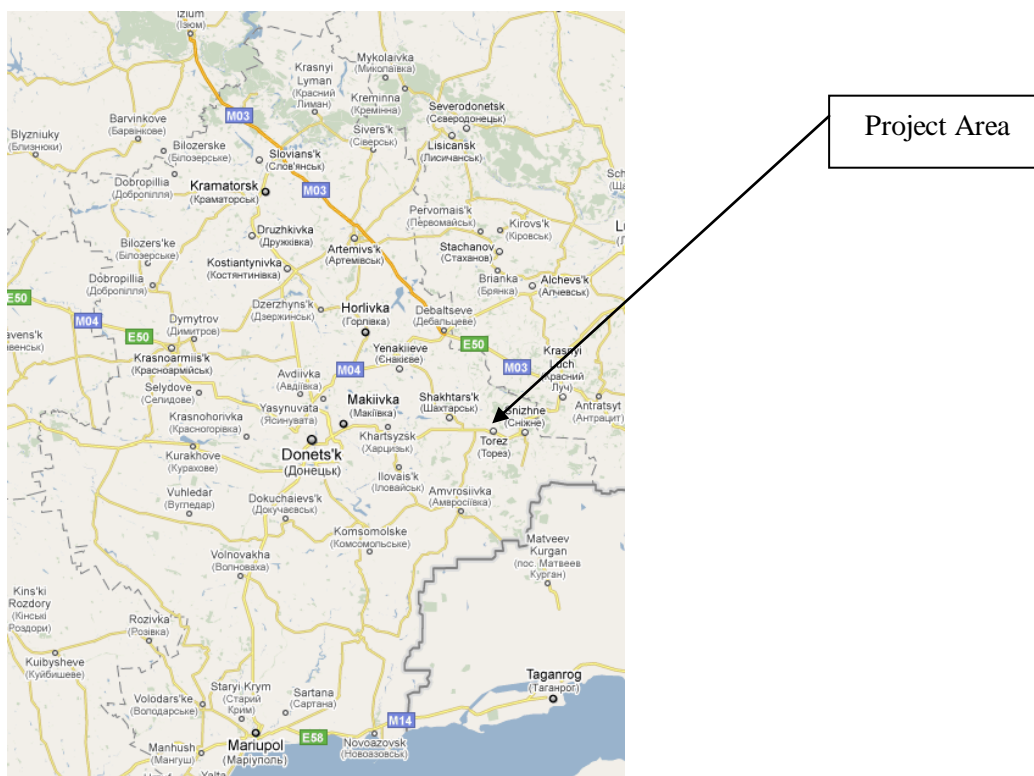 Izium
(Ізюм)
Mykolaivka
(Миколаївка)
Krasnyi
Lyman
(Красний
Лиман)
Kreminna
(Кремінна)
Severodonetsk
(Сєвєродонецьк)
M03
Barvinkove
(Барвінкове)
Blyzniuky
(Близнюки)
Bilozerske
(Білозерське)
Sivers'k
(Сіверськ)
Lisicansk
(Лисичанськ)
Slovians'k
(Слов'янськ)
Project Area
Dobropillia
(Добропілля)
Kramatorsk
(Краматорськ)
M03
Pervomais'k
(Первомайськ)
Kirovs'k
(Кіровськ)
Druzhkivka
(Дружківка)
Bilozers'ke
(Білозерське)
Artemivs'k
(Артемівськ)
Stachanov
(Стаханов)
Kostiantynivka
(Костянтинівка)
Dobropillia
(Добропілля)
Brianka
(Брянка)
Alchevs'k
(Алчевськ)
E50
Dzerzhyns'k
(Дзержинськ)
Horlivka
(Горлівка)
Debaltseve
(Дебальцеве)
M04
Dymytrov
(Димитров)
E50
Krasnoarmiis'k
(Красноармійськ)
Yenakiieve
(Єнакієве)
E50
M03
Krasnyi
Luch
(Красний
Луч)
M04
Avdiivka
(Авдіївка)
Selydove
(Селидове)
Yasynuvata
(Ясинувата)
Makiivka
(Макіївка)
Shakhtars'k
(Шахтарськ)
Snizhne
(Сніжне)
Antratsyt
(Антрацит)
Krasnohorivka
(Красногорівка)
Khartsyzsk
(Харцизьк)
Torez
(Торез)
Donets'k
(Донецьк)
Kurakhove
(Курахове)
Ilovais'k
(Іловайськ)
Vuhledar
(Вугледар)
Dokuchaievs'k
(Докучаєвськ)
Amvrosiivka
(Амвросіївка)
Komsomolske
(Комсомольське)
Matveev
Kurgan
(пос. Матвеев
Курган)
Volnovakha
(Волноваха)
Kins'ki
Rozdory
(Кінські
Роздори)
Rozivka
(Розівка)
Kuibysheve
(Куйбишеве)
Taganrog
(Таганрог)
Volodars'ke
(Володарське)
Staryi Krym
(Старий
Крим)
Sartana
(Сартана)
M14
Manhush
(Мангуш)
Mariupol
(Маріуполь)
E58
Novoazovsk
(Новоазовськ)
Yalta